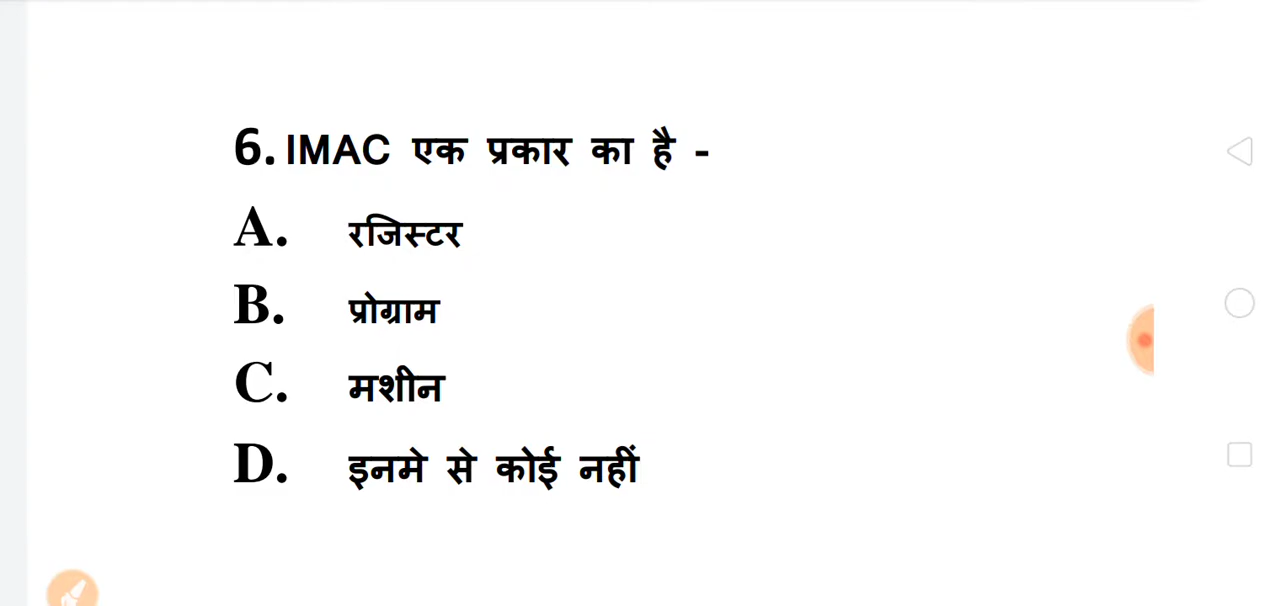 6. IMAC एक प्रकार का है -
A. रजिस्टर
B. प्रोग्राम
C. मशीन
D. इनमे से कोई नहीं